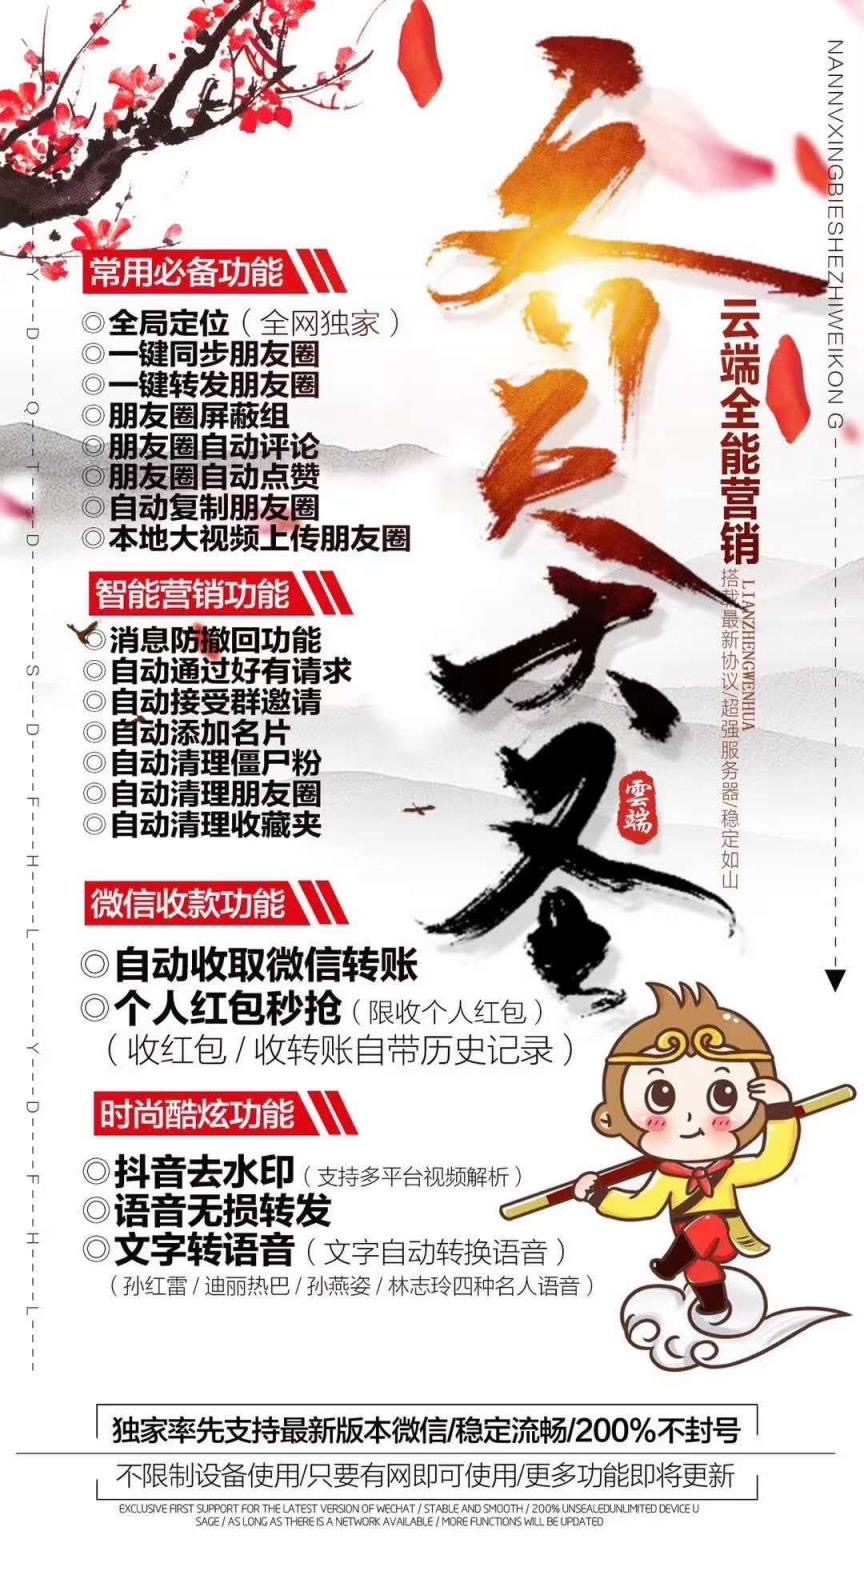 NANNVXINGBIESHEZHIWEIKONG
齐天大圣
云端全能营销
LIANZHENGWENHUA
搭载最新协议/超强服务器/稳定如山
雲端
常用必备功能
◎全局定位（全网独家）
◎一键同步朋友圈
◎一键转发朋友圈
◎朋友圈屏蔽组
◎朋友圈自动评论
◎朋友圈自动点赞
◎自动复制朋友圈
◎本地大视频上传朋友圈
智能营销功能
◎消息防撤回功能
◎自动通过好有请求
◎自动接受群邀请
◎自动添加名片
◎自动清理僵尸粉
◎自动清理朋友圈
◎自动清理收藏夹
微信收款功能
◎自动收取微信转账
◎个人红包秒抢（限收个人红包）
（收红包/收转账自带历史记录）
时尚酷炫功能
◎抖音去水印（支持多平台视频解析）
◎语音无损转发
◎文字转语音（文字自动转换语音）
（孙红雷/迪丽热巴/孙燕姿/林志玲四种名人语音）
Y--D--Q--T--D----S--D--F--H--L----Y--D--F--H--L
独家率先支持最新版本微信/稳定流畅/200%不封号
不限制设备使用/只要有网即可使用/更多功能即将更新
EXCLUSIVE FIRST SUPPORT FOR THE LATEST VERSION OF WECHAT / STABLE AND SMOOTH / 200% UNSEALEDUNLIMITED DEVICE U
SAGE / AS LONG AS THERE IS A NETWORK AVAILABLE / MORE FUNCTIONS WILL BE UPDATED